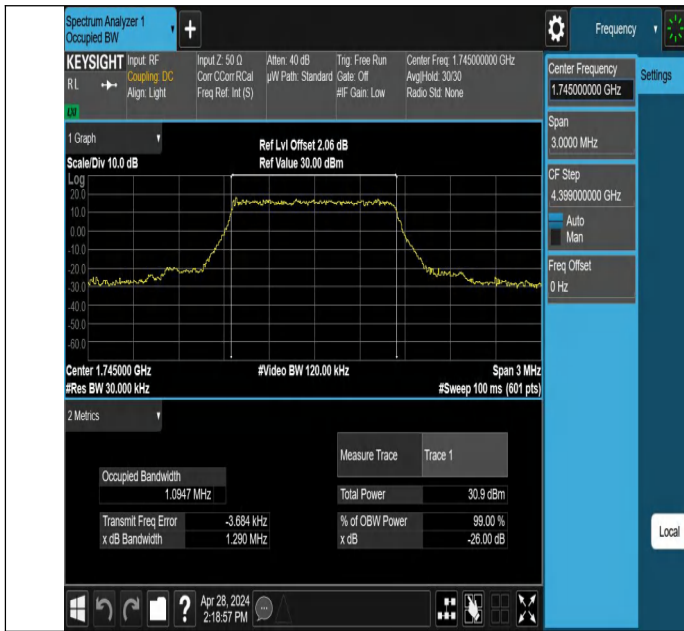 Spectrum Analyzer 1
Occupied BW
Frequency
KEYSIGHT
RL
LXI
Input: RF
Coupling: DC
Align: Light
Input Z: 50 Ω
Corr CCorr RCal
Freq Ref: Int (S)
Atten: 40 dB
µW Path: Standard
Trig: Free Run
Gate: Off
#IF Gain: Low
Center Freq: 1.745000000 GHz
Avg|Hold: 30/30
Radio Std: None
Center Frequency
1.745000000 GHz
Settings
Span
3.0000 MHz
CF Step
4.399000000 GHz
Auto
Man
Freq Offset
0 Hz
1 Graph
Scale/Div 10.0 dB
Ref Lvl Offset 2.06 dB
Ref Value 30.00 dBm
Log
20.0
10.0
0.00
-10.0
-20.0
-30.0
-40.0
-50.0
-60.0
Center 1.745000 GHz
#Res BW 30.000 kHz
#Video BW 120.00 kHz
Span 3 MHz
#Sweep 100 ms (601 pts)
2 Metrics
Measure Trace Trace 1
Occupied Bandwidth
1.0947 MHz
Total Power 30.9 dBm
Transmit Freq Error -3.684 kHz
% of OBW Power 99.00 %
x dB Bandwidth 1.290 MHz
x dB -26.00 dB
Local
Apr 28, 2024
2:18:57 PM